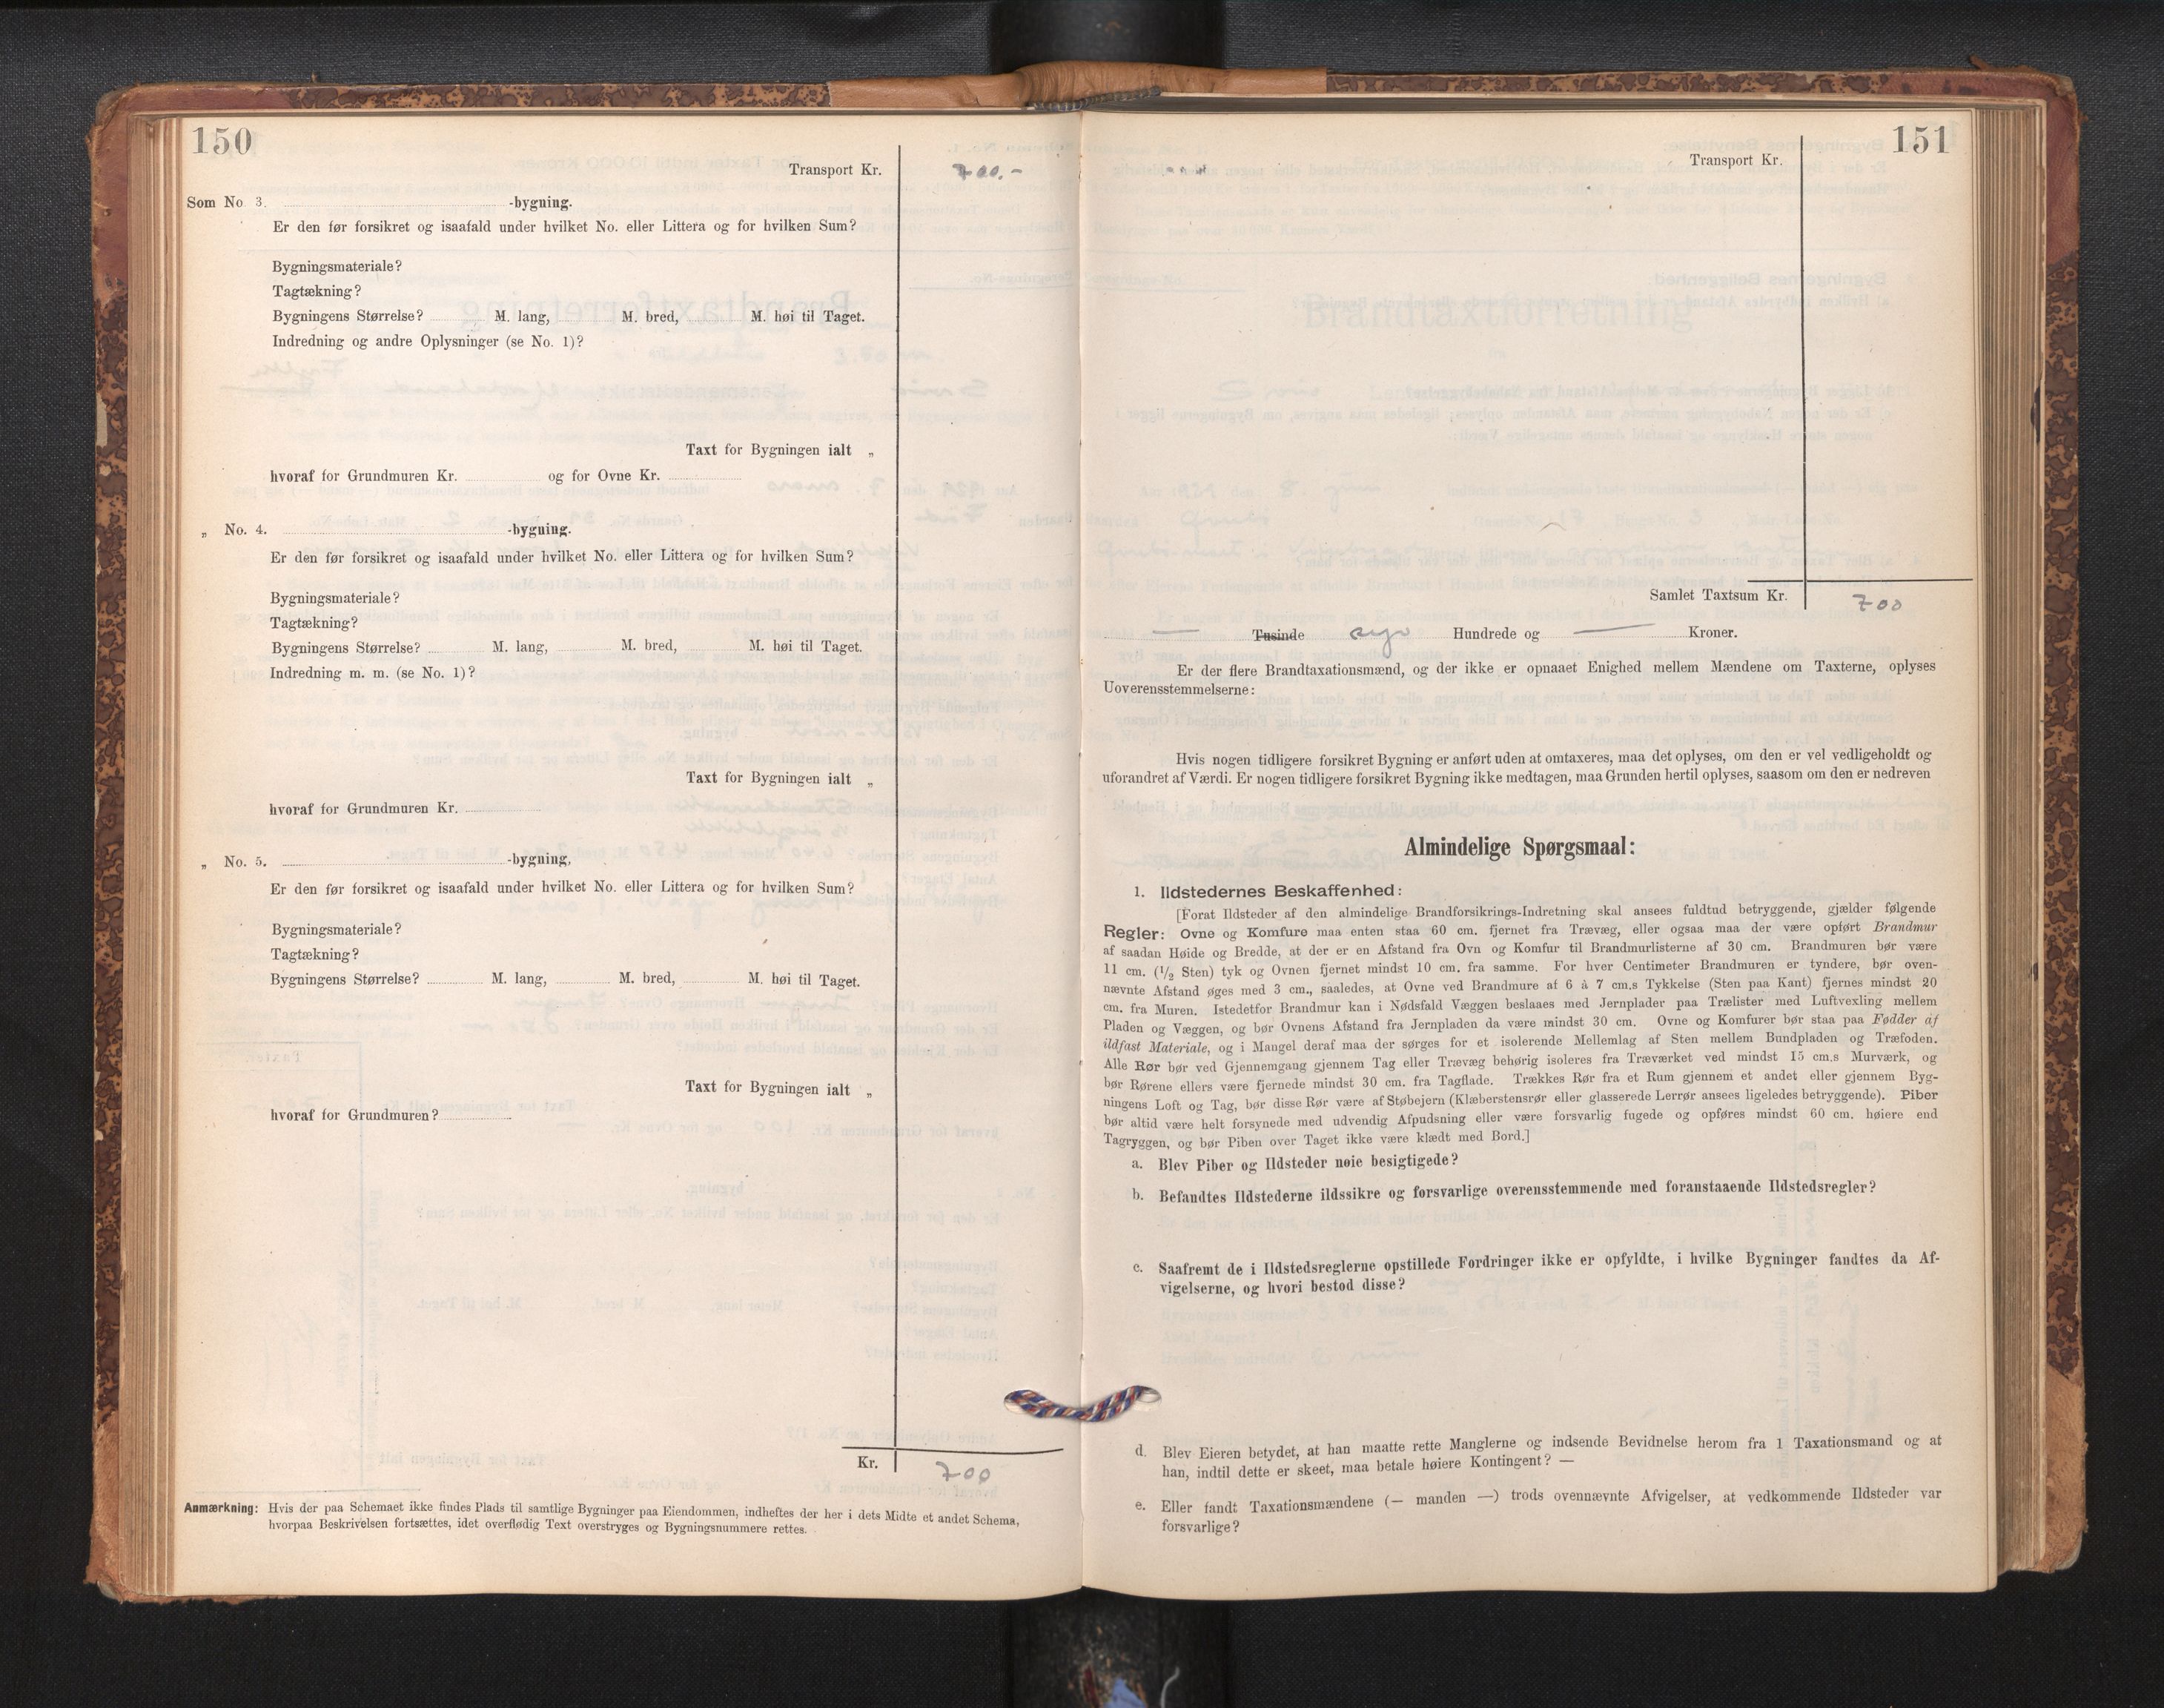 150
Transport Kr. 700.-
Som No. 3. -bygning.
Er den før forsikret og isaafald under hvilket No. eller Littera og for hvilken Sum?
Bygningsmateriale?
Tagtækning?
Bygningens Størrelse? M. lang, M. bred, M. høi til Taget.
Indredning og andre Oplysninger (se No. 1)?
Taxt for Bygningen ialt „
hvoraf for Grundmuren Kr. og for Ovne Kr.
„ No. 4. -bygning.
Er den før forsikret og isaafald under hvilket No. eller Littera og for hvilken Sum?
Bygningsmateriale?
Tagtækning?
Bygningens Størrelse? M. lang, M. bred, M. høi til Taget.
Indredning m. m. (se No. 1)?
Taxt for Bygningen ialt „
hvoraf for Grundmuren Kr.
„ No. 5. -bygning,
Er den før forsikret og isaafald under hvilket No. eller Littera og for hvilken Sum?
Bygningsmateriale?
Tagtækning?
Bygningens Størrelse? M. lang, M. bred, M. høi til Taget.
Taxt for Bygningen ialt „
hvoraf for Grundmuren?
Kr. 700
Anmærkning: Hvis der paa Schemaet ikke findes Plads til samtlige Bygninger paa Eiendommen, indheftes der her i dets Midte et andet Schema,
hvorpaa Beskrivelsen fortsættes, idet overflødig Text overstryges og Bygningsnummere rettes.
151
Transport Kr.
Samlet Taxtsum Kr. 700
— Tusinde syv Hundrede og — Kroner.
Er der flere Brandtaxationsmænd, og der ikke er opnaaet Enighed mellem Mændene om Taxterne, oplyses
Uoverensstemmelserne:
Hvis nogen tidligere forsikret Bygning er anført uden at omtaxeres, maa det oplyses, om den er vel vedligeholdt og
uforandret af Værdi. Er nogen tidligere forsikret Bygning ikke medtagen, maa Grunden hertil oplyses, saasom om den er nedreven
Almindelige Spørgsmaal:
1. Ildstedernes Beskaffenhed:
[Forat Ildsteder af den almindelige Brandforsikrings-Indretning skal ansees fuldtud betryggende, gjælder følgende
Regler: Ovne og Komfure maa enten staa 60 cm. fjernet fra Trævæg, eller ogsaa maa der være opført Brandmur
af saadan Høide og Bredde, at der er en Afstand fra Ovn og Komfur til Brandmurlisterne af 30 cm. Brandmuren bør være
11 cm. (1/2 Sten) tyk og Ovnen fjernet mindst 10 cm. fra samme. For hver Centimeter Brandmuren er tyndere, bør oven-
nævnte Afstand øges med 3 cm., saaledes, at Ovne ved Brandmure af 6 à 7 cm.s Tykkelse (Sten paa Kant) fjernes mindst 20
cm. fra Muren. Istedetfor Brandmur kan i Nødsfald Væggen beslaaes med Jernplader paa Trælister med Luftvexling mellem
Pladen og Væggen, og bør Ovnens Afstand fra Jernpladen da være mindst 30 cm. Ovne og Komfurer bør staa paa Fødder af
ildfast Materiale, og i Mangel deraf maa der sørges for et isolerende Mellemlag af Sten mellem Bundpladen og Træfoden.
Alle Rør bør ved Gjennemgang gjennem Tag eller Trævæg behørig isoleres fra Træværket ved mindst 15 cm.s Murværk, og
bør Rørene ellers være fjernede mindst 30 cm. fra Tagflade. Trækkes Rør fra et Rum gjennem et andet eller gjennem Byg-
ningens Loft og Tag, bør disse Rør være af Støbejern (Klæberstensrør eller glasserede Lerrør ansees ligeledes betryggende). Piber
bør altid være helt forsynede med udvendig Afpudsning eller være forsvarlig fugede og opføres mindst 60 cm. høiere end
Tagryggen, og bør Piben over Taget ikke være klædt med Bord.]
a. Blev Piber og Ildsteder nøie besigtigede?
b. Befandtes Ildstederne ildssikre og forsvarlige overensstemmende med foranstaaende Ildstedsregler?
c. Saafremt de i Ildstedsreglerne opstillede Fordringer ikke er opfyldte, i hvilke Bygninger fandtes da Af-
vigelserne, og hvori bestod disse?
d. Blev Eieren betydet, at han maatte rette Manglerne og indsende Bevidnelse herom fra 1 Taxationsmand og at
han, indtil dette er skeet, maa betale høiere Kontingent? —
e. Eller fandt Taxationsmændene (— manden —) trods ovennævnte Afvigelser, at vedkommende Ildsteder var
forsvarlige?